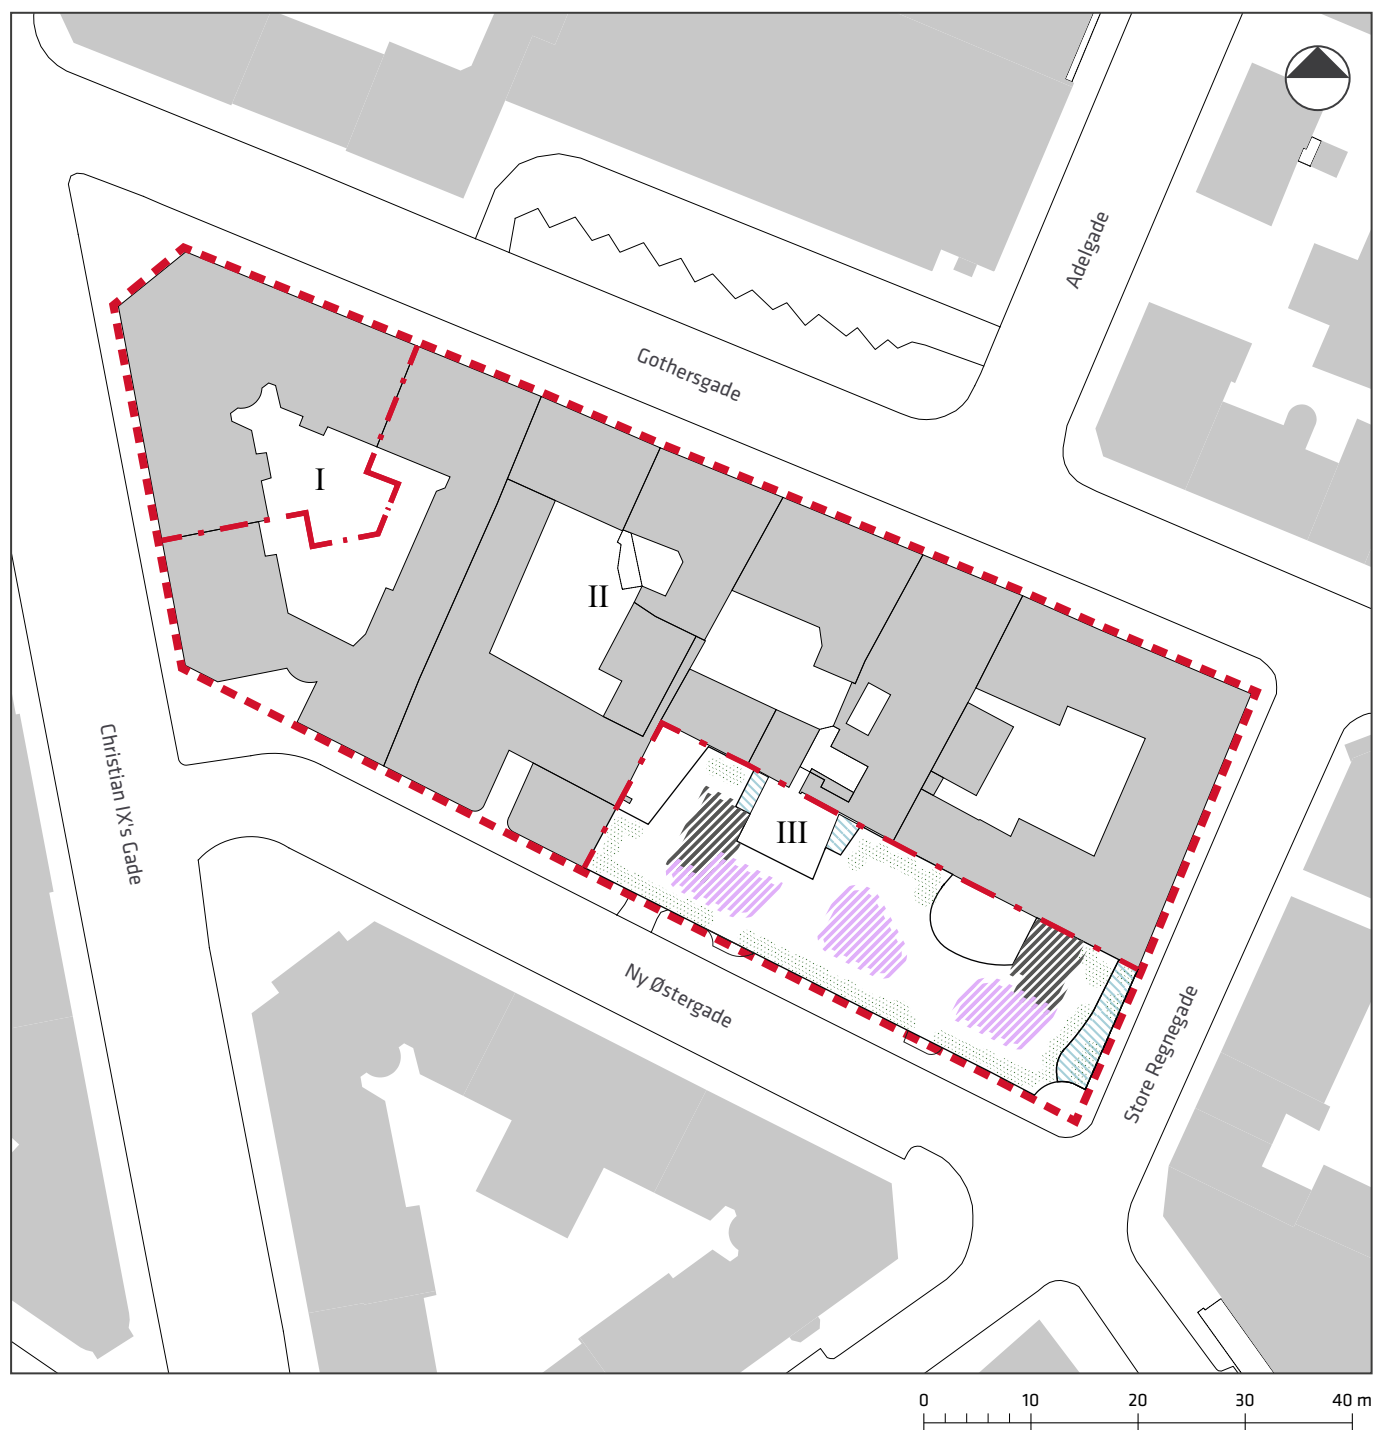 Adelgade
Gothersgade
I
II
Christian IX's Gade
III
Ny Østergade
Store Regnegade
0 10 20 30 40 m